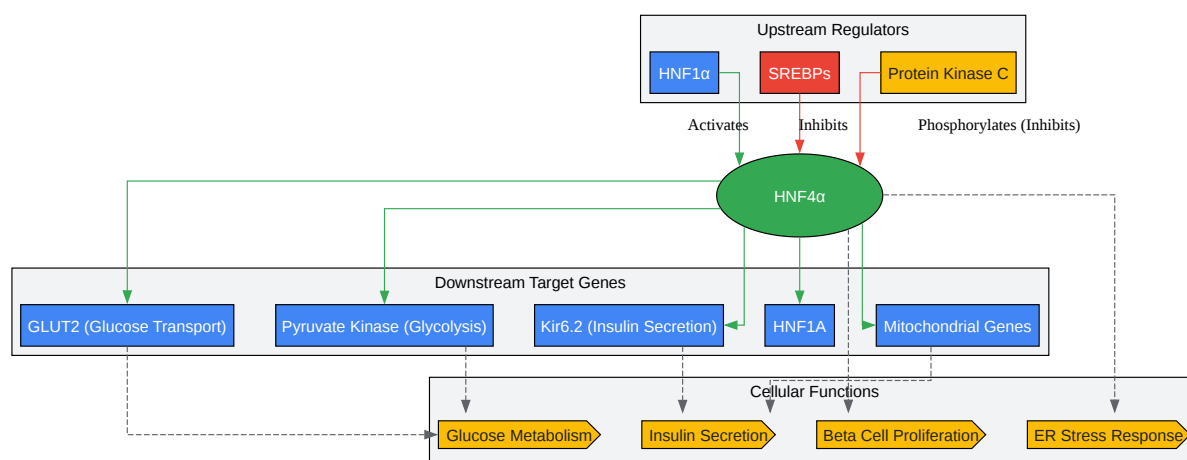 Upstream Regulators
HNF1α
SREBPs
Protein Kinase C
Activates
Inhibits
Phosphorylates (Inhibits)
HNF4α
Downstream Target Genes
GLUT2 (Glucose Transport)
Pyruvate Kinase (Glycolysis)
Kir6.2 (Insulin Secretion)
HNF1A
Mitochondrial Genes
Cellular Functions
Glucose Metabolism
Insulin Secretion
Beta Cell Proliferation
ER Stress Response